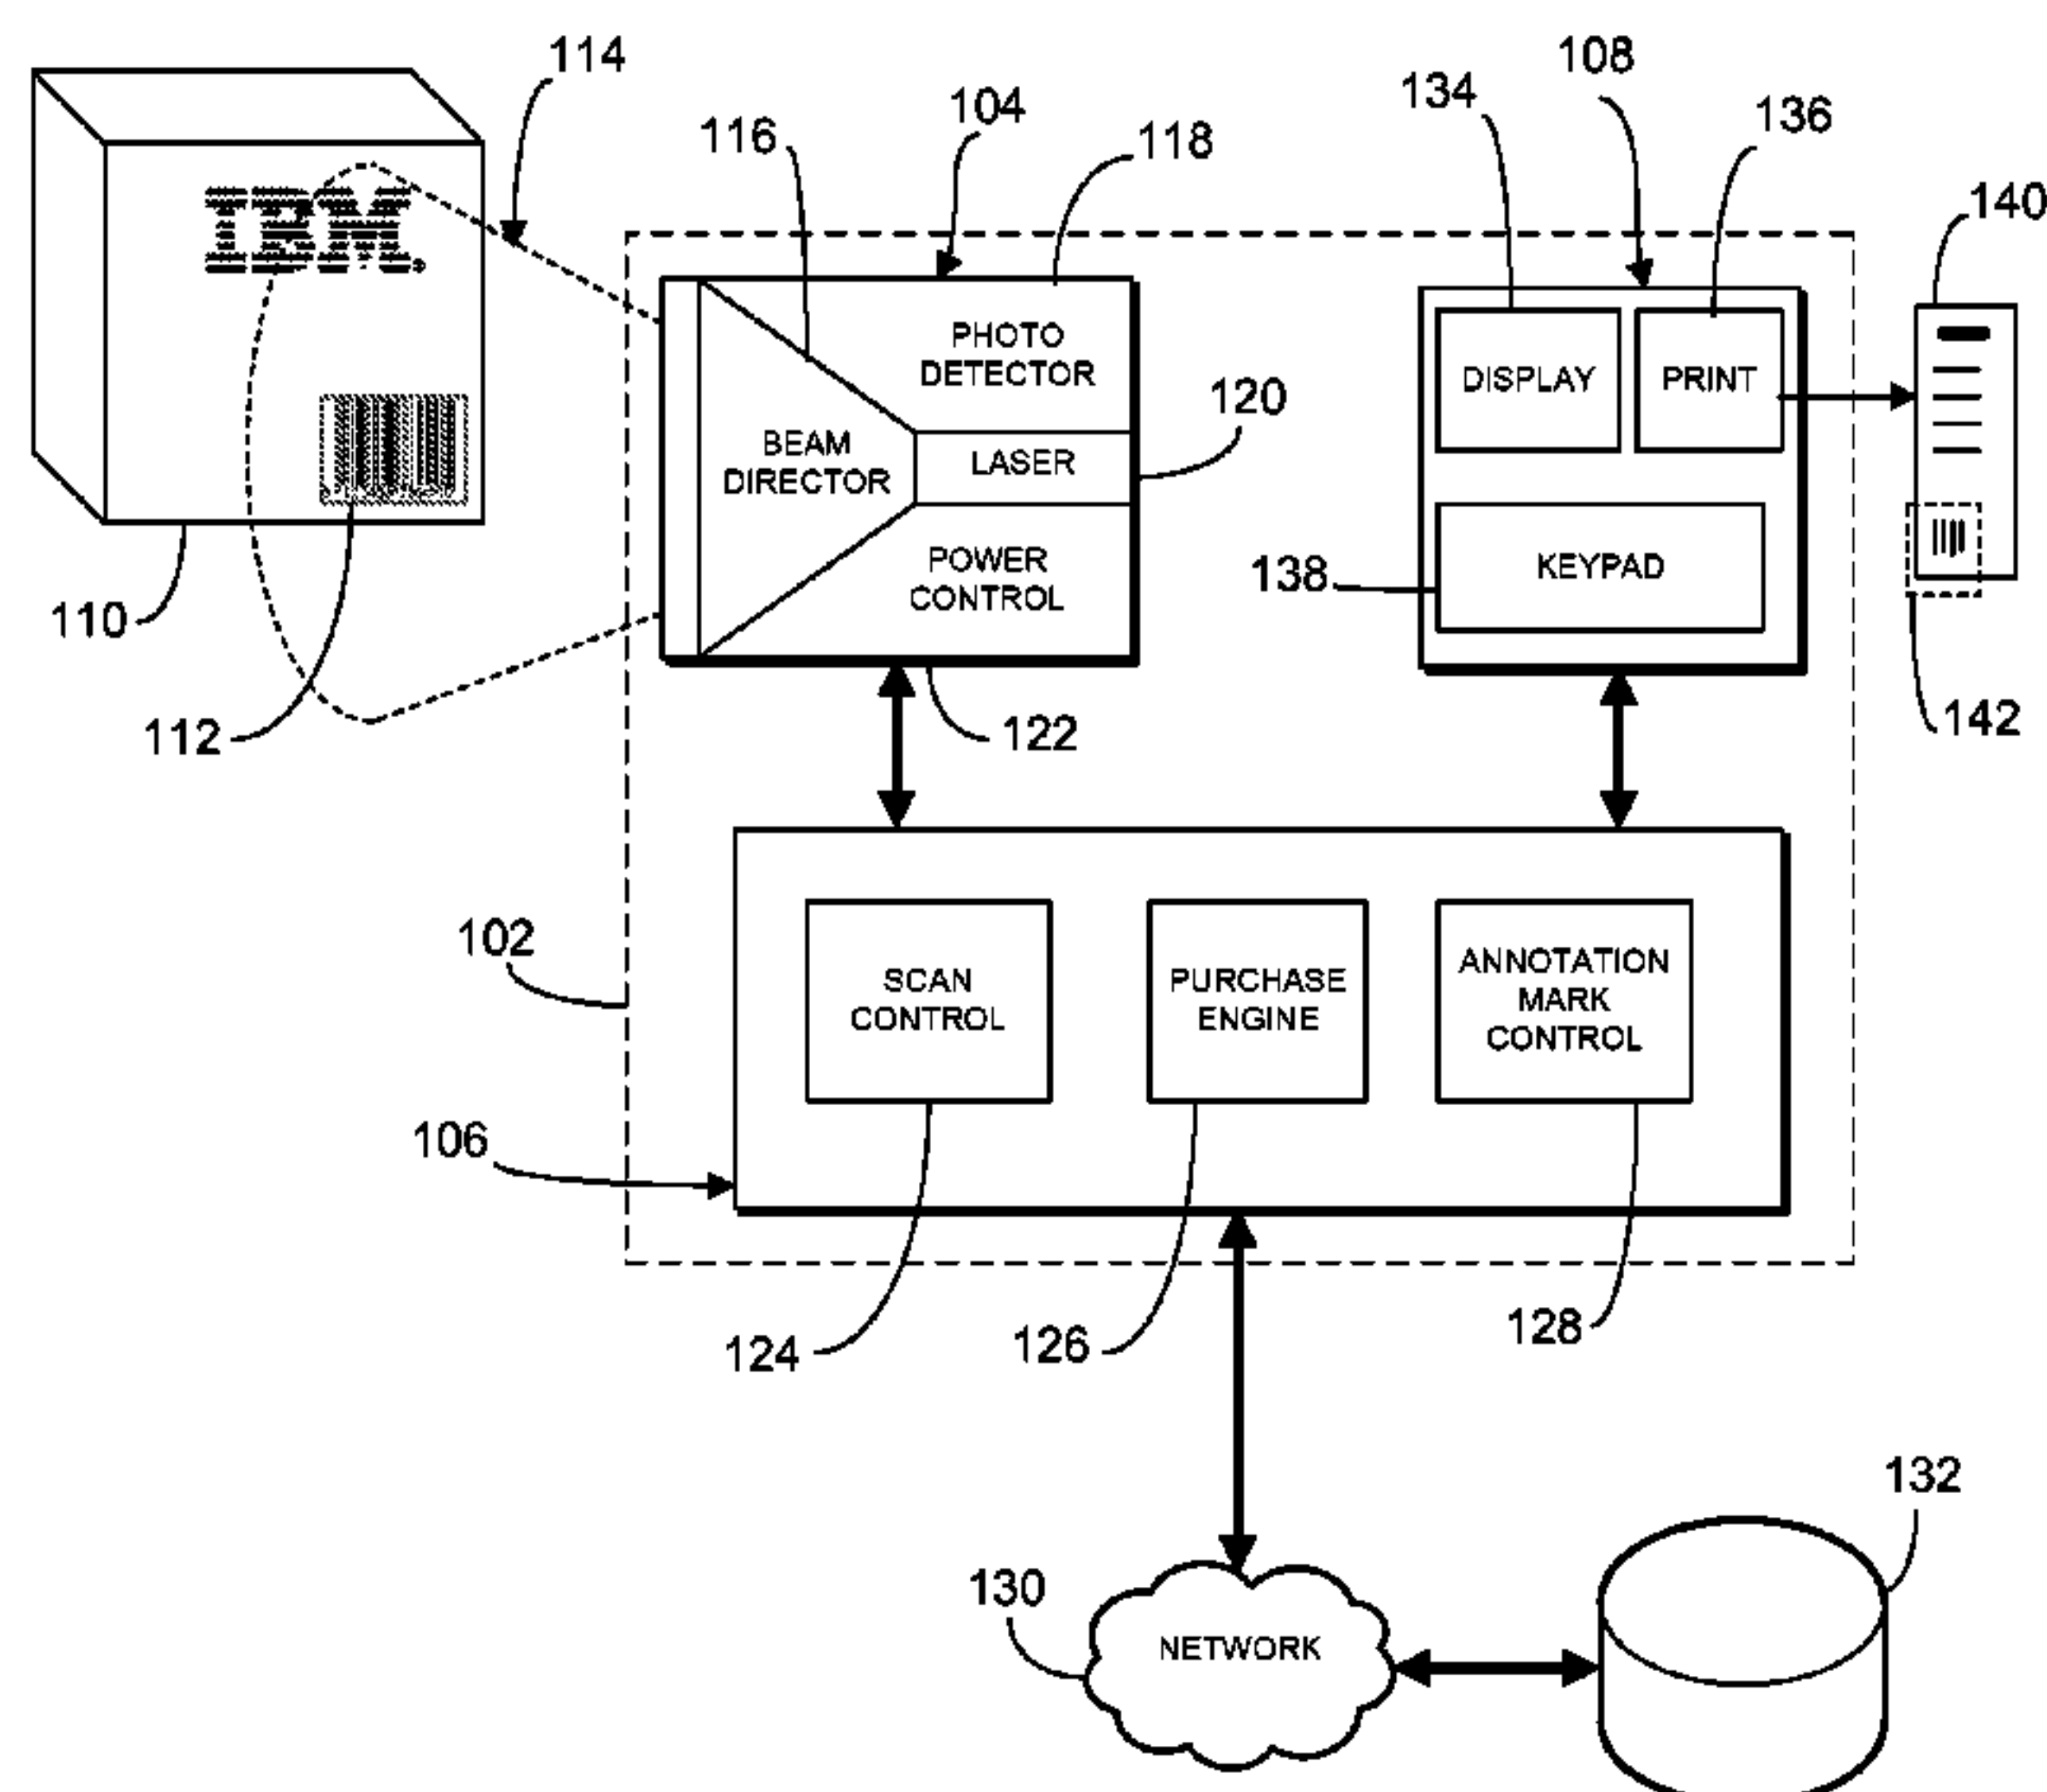 114
104
108
134
136
116
118
140
IBM.
PHOTO
DETECTOR
120
DISPLAY
PRINT
BEAM
DIRECTOR
LASER
POWER
CONTROL
138
KEYPAD
110
112
122
142
102
SCAN
CONTROL
PURCHASE
ENGINE
ANNOTATION
MARK
CONTROL
106
124
126
128
132
130
NETWORK